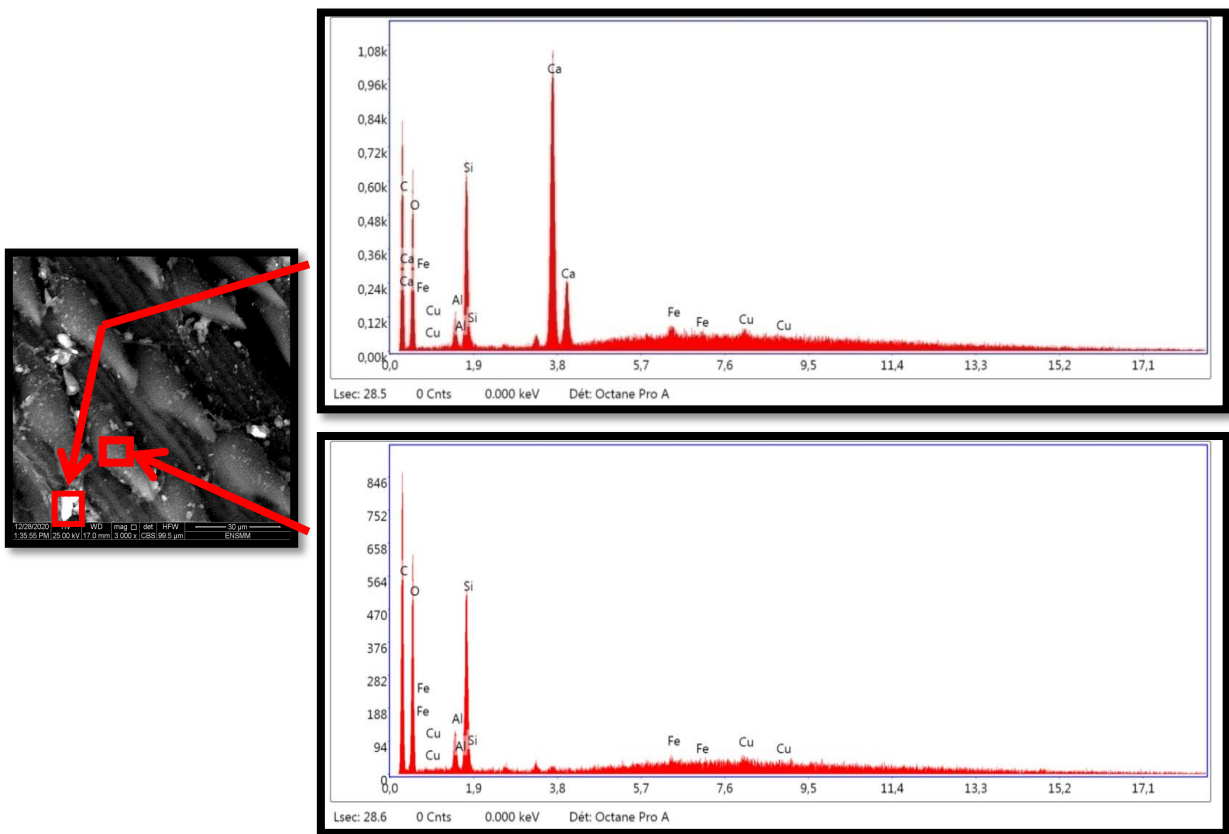 1,08k
0,96k
0,84k
0,72k
0,60k
0,48k
0,36k
0,24k
0,12k
0,00k
Ca
Si
C
O
Ca
Fe
Ca
Fe
Ca
Cu
Al
Cu
Al
Si
Fe
Fe
Cu
Cu
0,0 1,9 3,8 5,7 7,6 9,5 11,4 13,3 15,2 17,1
Lsec: 28.5 0 Cnts 0.000 keV Dét: Octane Pro A
12/28/2020 WD mag □ det HFW 30 µm
1:35:55 PM 25.00 kV 17.0 mm 3 000 x CBS 99.5 µm ENSMM
846
752
658
564
470
376
282
188
94
0
C
O
Si
Fe
Fe
Cu
Cu
Al
Al
Si
Fe
Fe
Cu
Cu
0,0 1,9 3,8 5,7 7,6 9,5 11,4 13,3 15,2 17,1
Lsec: 28.6 0 Cnts 0.000 keV Dét: Octane Pro A